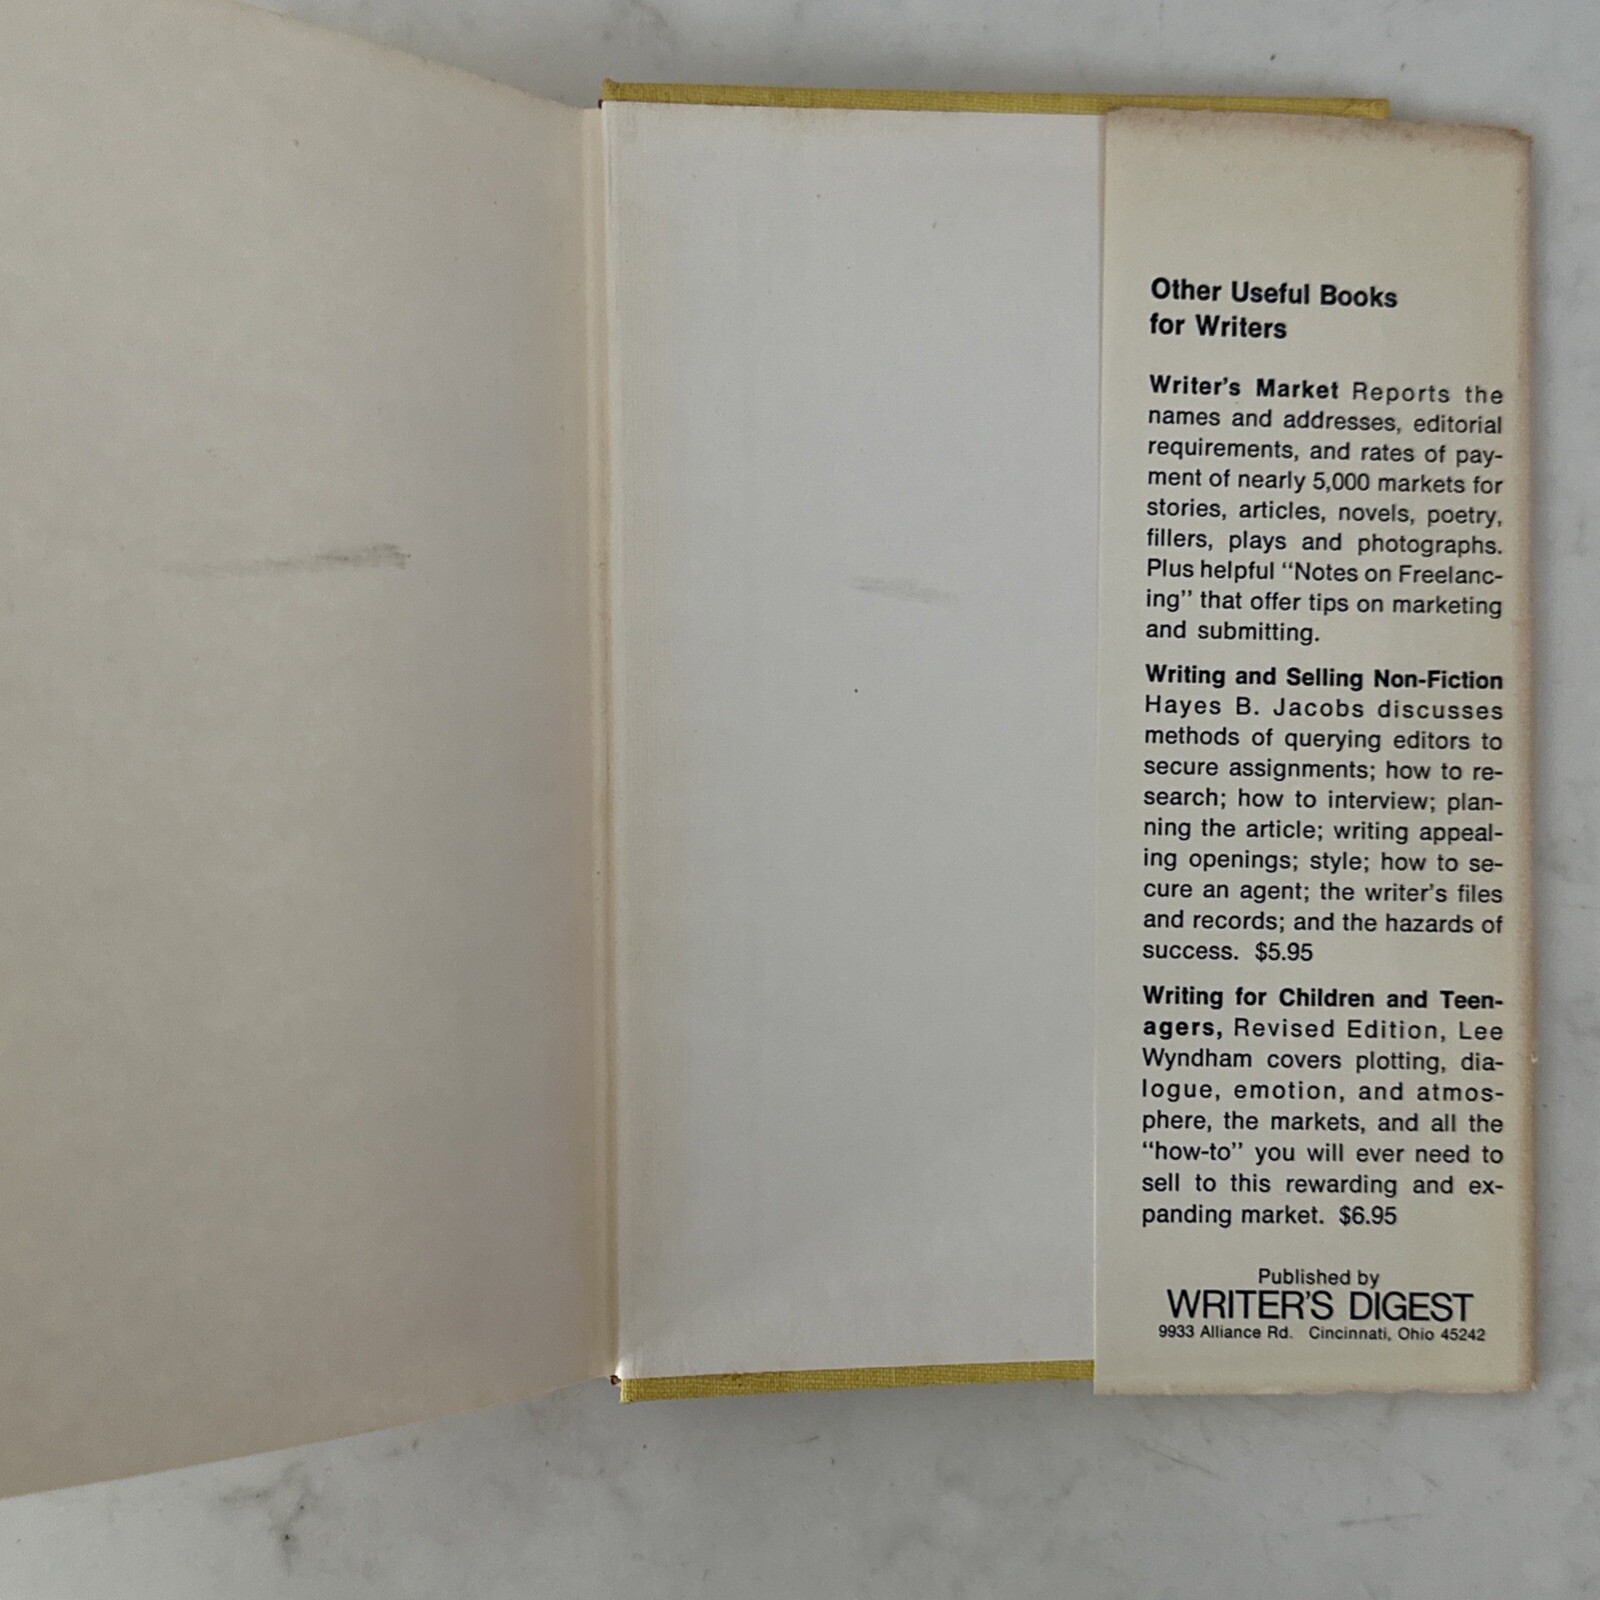 Other Useful Books
for Writers
Writer's Market Reports the
names and addresses, editorial
requirements, and rates of pay-
ment of nearly 5,000 markets for
stories, articles, novels, poetry,
fillers, plays and photographs.
Plus helpful "Notes on Freelanc-
ing" that offer tips on marketing
and submitting.
Writing and Selling Non-Fiction
Hayes B. Jacobs discusses
methods of querying editors to
secure assignments; how to re-
search; how to interview; plan-
ning the article; writing appeal-
ing openings; style; how to se-
cure an agent; the writer's files
and records; and the hazards of
success. $5.95
Writing for Children and Teen-
agers, Revised Edition, Lee
Wyndham covers plotting, dia-
logue, emotion, and atmos-
phere, the markets, and all the
"how-to" you will ever need to
sell to this rewarding and ex-
panding market. $6.95
Published by
WRITER'S DIGEST
9933 Alliance Rd. Cincinnati, Ohio 45242